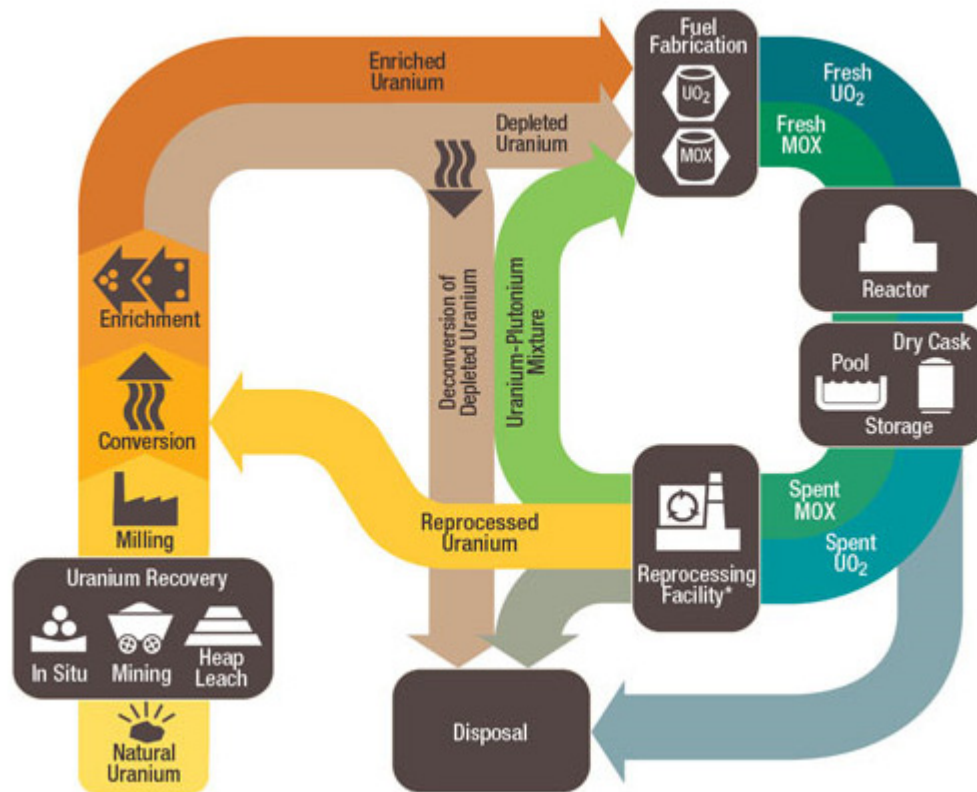 Fuel
Fabrication
UO₂
MOX
Enriched
Uranium
Depleted
Uranium
Fresh
UO₂
Fresh
MOX
Reactor
Dry Cask
Pool
Storage
Enrichment
Deconversion of
Depleted Uranium
Uranium-Plutonium
Mixture
Conversion
Milling
Reprocessed
Uranium
Spent
MOX
Spent
UO₂
Reprocessing
Facility*
Uranium Recovery
In Situ
Mining
Heap
Leach
Natural
Uranium
Disposal